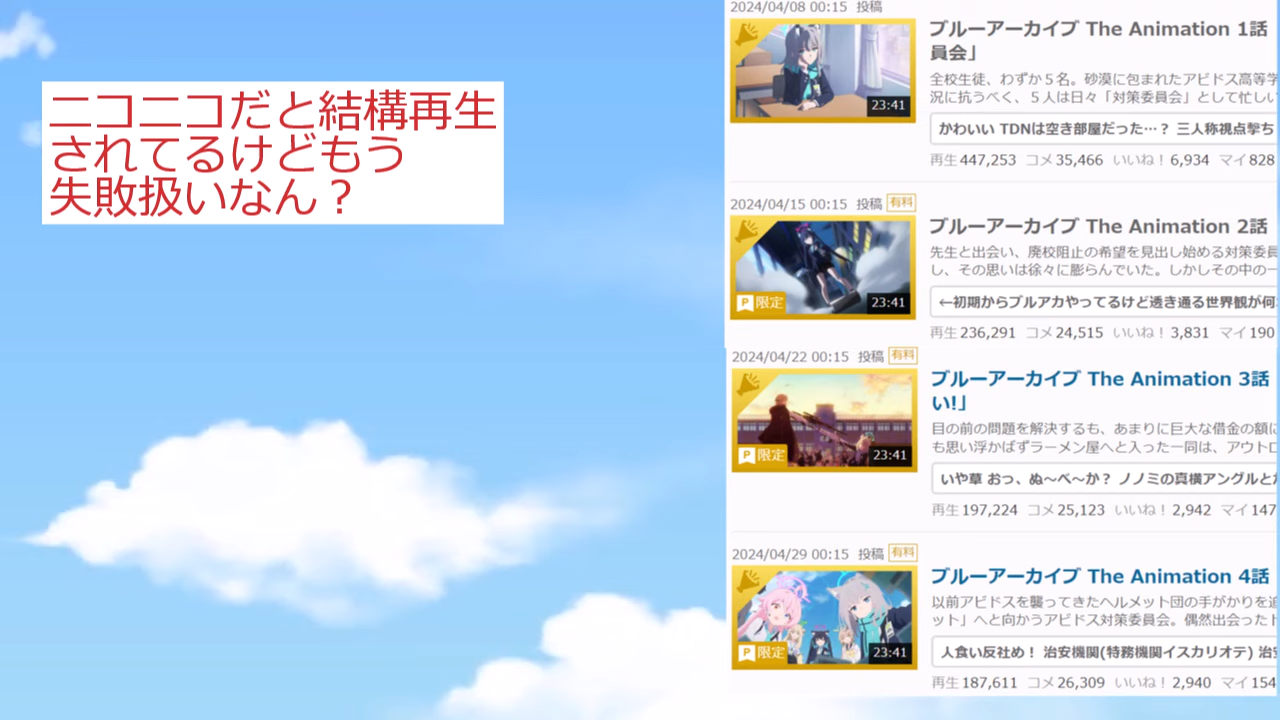 ニコニコだと結構再生
されてるけどもう
失敗扱いなん？
2024/04/08 00:15 投稿
ブルーアーカイブ The Animation 1話
員会」
全校生徒、わずか５名。砂漠に包まれたアビドス高等学
況に抗うべく、５人は日々「対策委員会」として忙しい
かわいい TDNは空き部屋だった…？ 三人称視点撃ち
再生 447,253 コメ 35,466 いいね！ 6,934 マイ 828
23:41
2024/04/15 00:15 投稿 有料
ブルーアーカイブ The Animation 2話
先生と出会い、廃校阻止の希望を見出し始める対策委員
し、その思いは徐々に膨らんでいた。しかしその中の一
←初期からブルアカやってるけど透き通る世界観が何
再生 236,291 コメ 24,515 いいね！ 3,831 マイ 190
P 限定 23:41
2024/04/22 00:15 投稿 有料
ブルーアーカイブ The Animation 3話
い!」
目の前の問題を解決するも、あまりに巨大な借金の額に
も思い浮かばずラーメン屋へと入った一同は、アウトロ
いや草 おっ、ぬ～べ～か？ ノノミの真横アングルとか
再生 197,224 コメ 25,123 いいね！ 2,942 マイ 147
P 限定 23:41
2024/04/29 00:15 投稿 有料
ブルーアーカイブ The Animation 4話
以前アビドスを襲ってきたヘルメット団の手がかりを追
ット」へと向かうアビドス対策委員会。偶然出会ったト
人食い反社め！ 治安機関(特務機関イスカリオテ) 治安
再生 187,611 コメ 26,309 いいね！ 2,940 マイ 154
P 限定 23:41